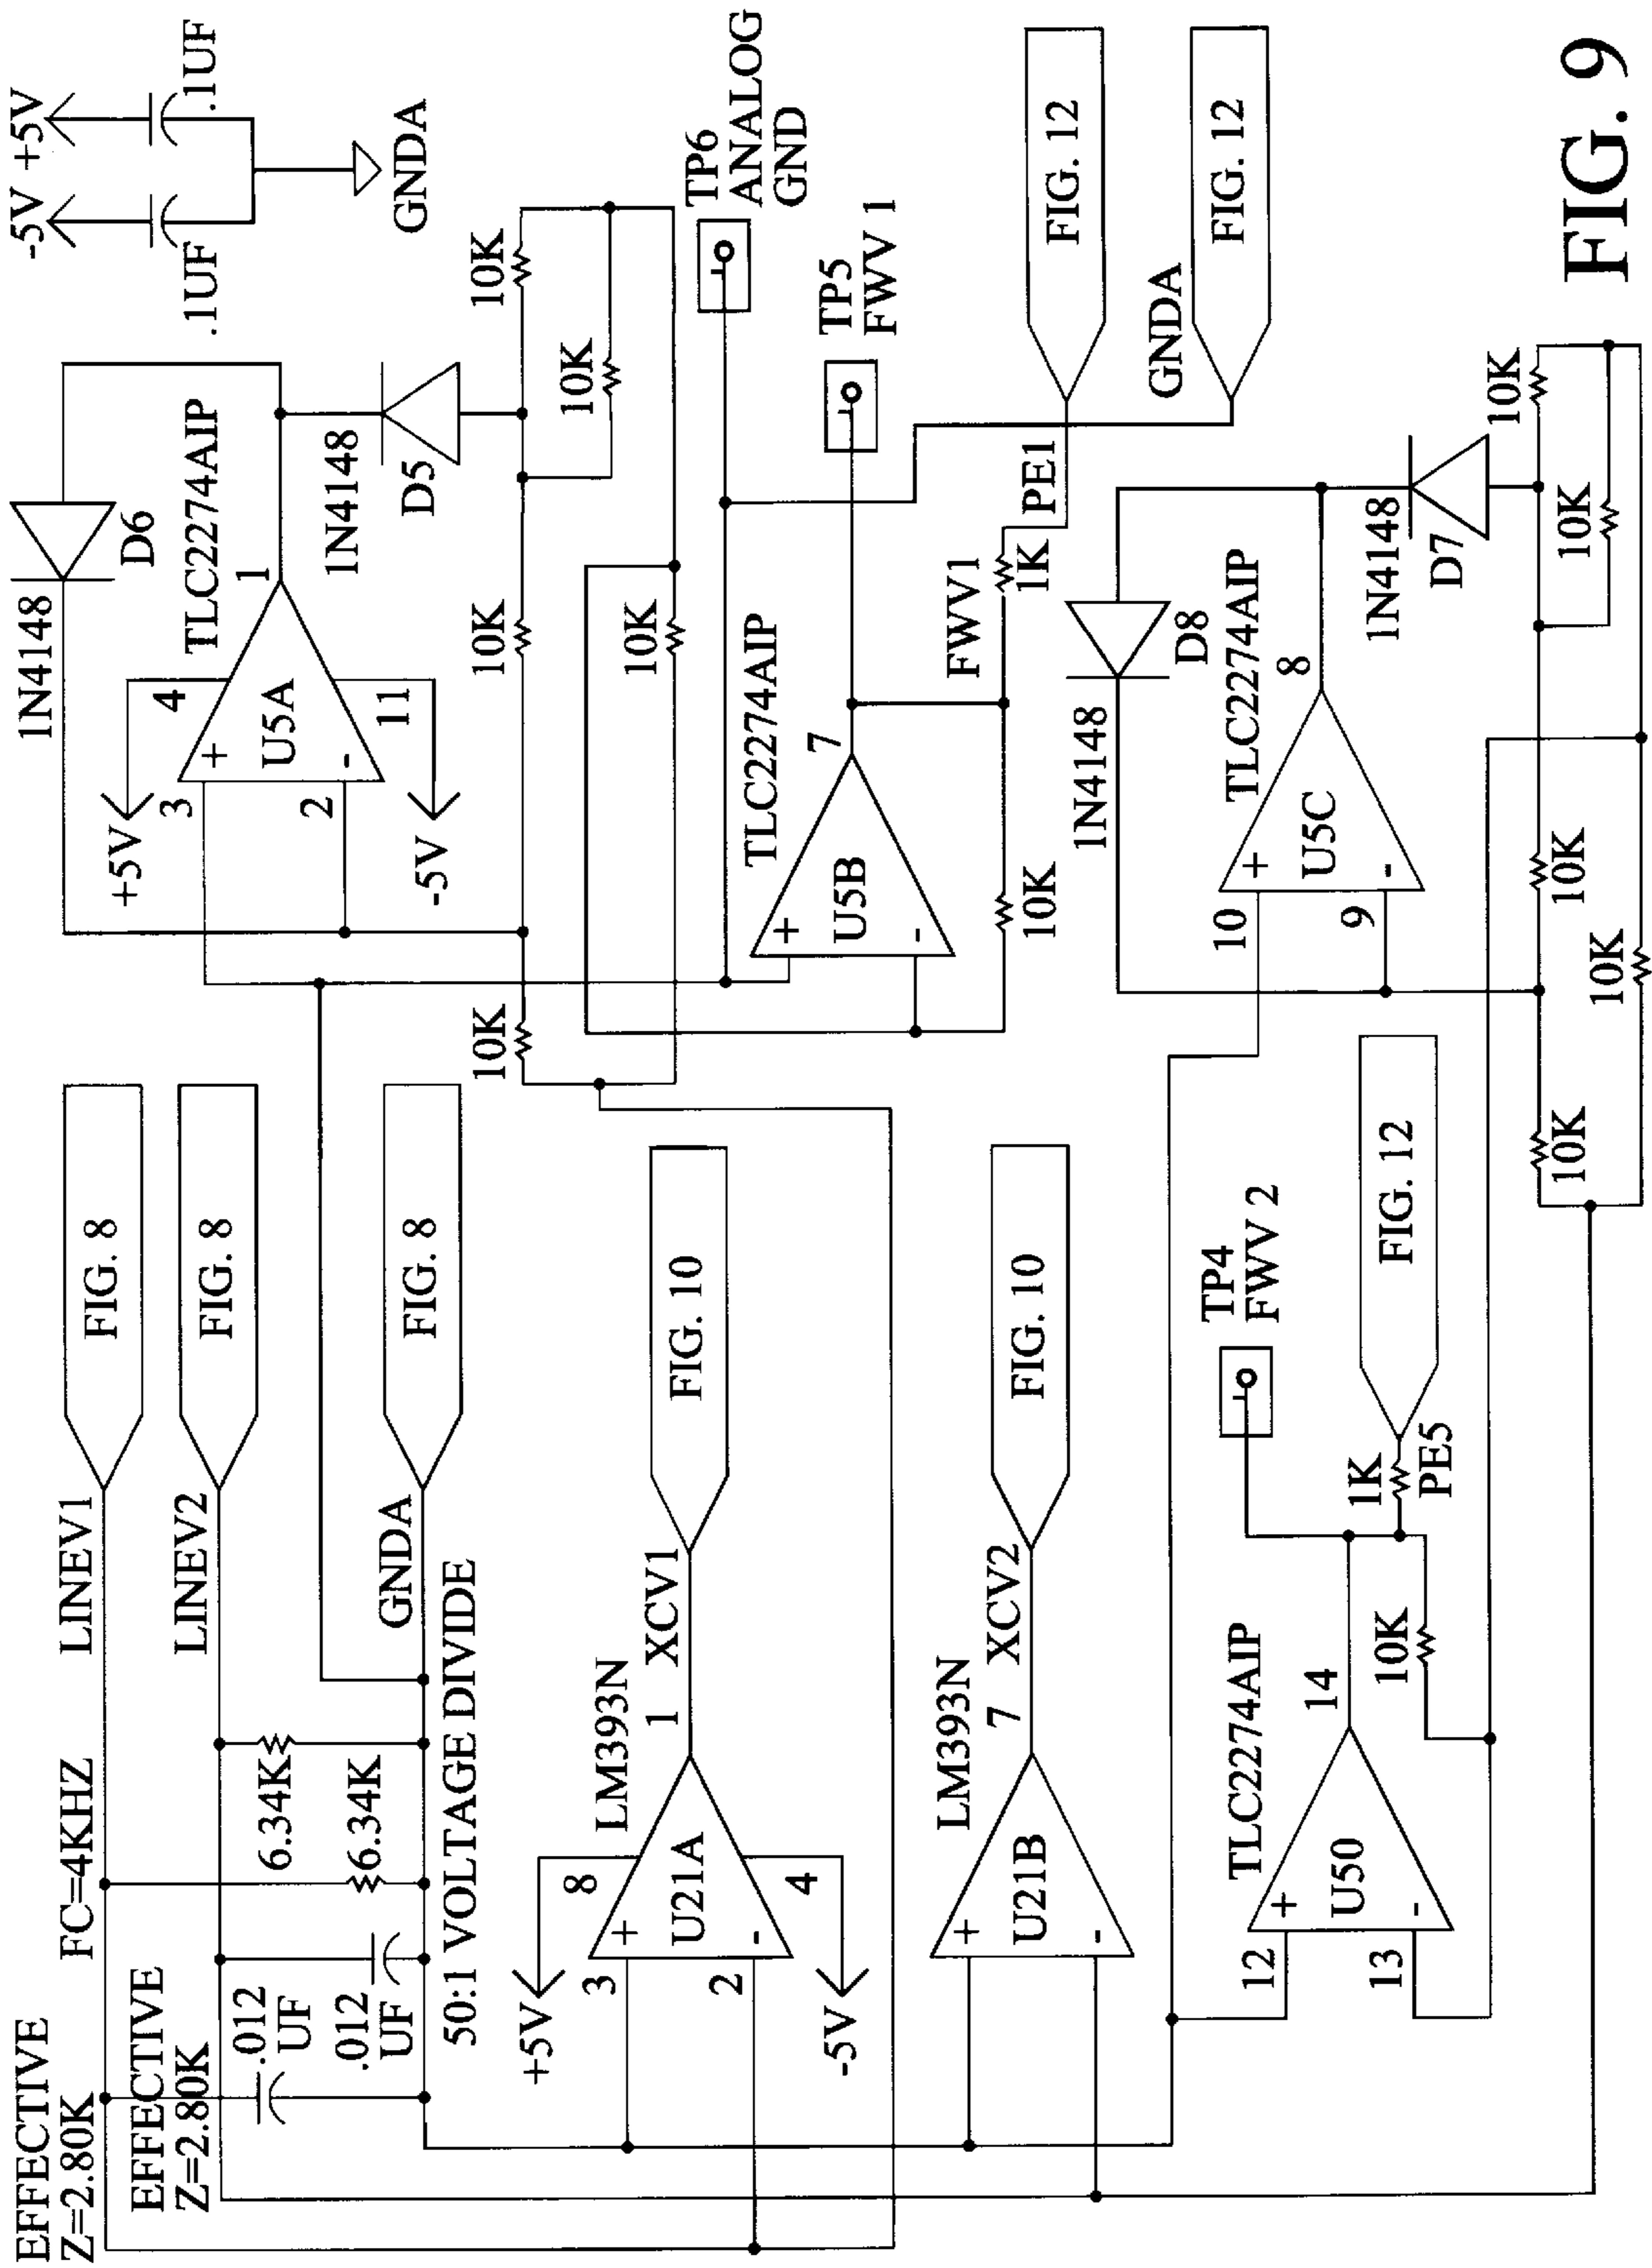 EFFECTIVE
Z=2.80K
FC=4KHZ
LINEV1
FIG. 8
EFFECTIVE
Z=2.80K
LINEV2
FIG. 8
.012
UF
.012
UF
6.34K
6.34K
GNDA
FIG. 8
50:1 VOLTAGE DIVIDE
+5V
8
LM393N
3
+
U21A
1
XCV1
FIG. 10
2
-
4
-5V
LM393N
+
U21B
7
XCV2
FIG. 10
-
TLC2274AIP
12
+
U50
14
13
-
10K
1K
PE5
TP4
FWV 2
FIG. 12
1N4148
D6
+5V
4
TLC2274AIP
3
+
U5A
1
2
-
11
-5V
1N4148
D5
10K
10K
10K
10K
10K
-5V
+5V
.1UF
.1UF
GNDA
TP6
ANALOG
GND
TLC2274AIP
+
U5B
7
-
10K
TP5
FWV 1
FWV1
1K
PE1
FIG. 12
GNDA
FIG. 12
1N4148
D8
TLC2274AIP
10
+
U5C
8
9
-
1N4148
D7
10K
10K
10K
10K
10K
FIG. 9